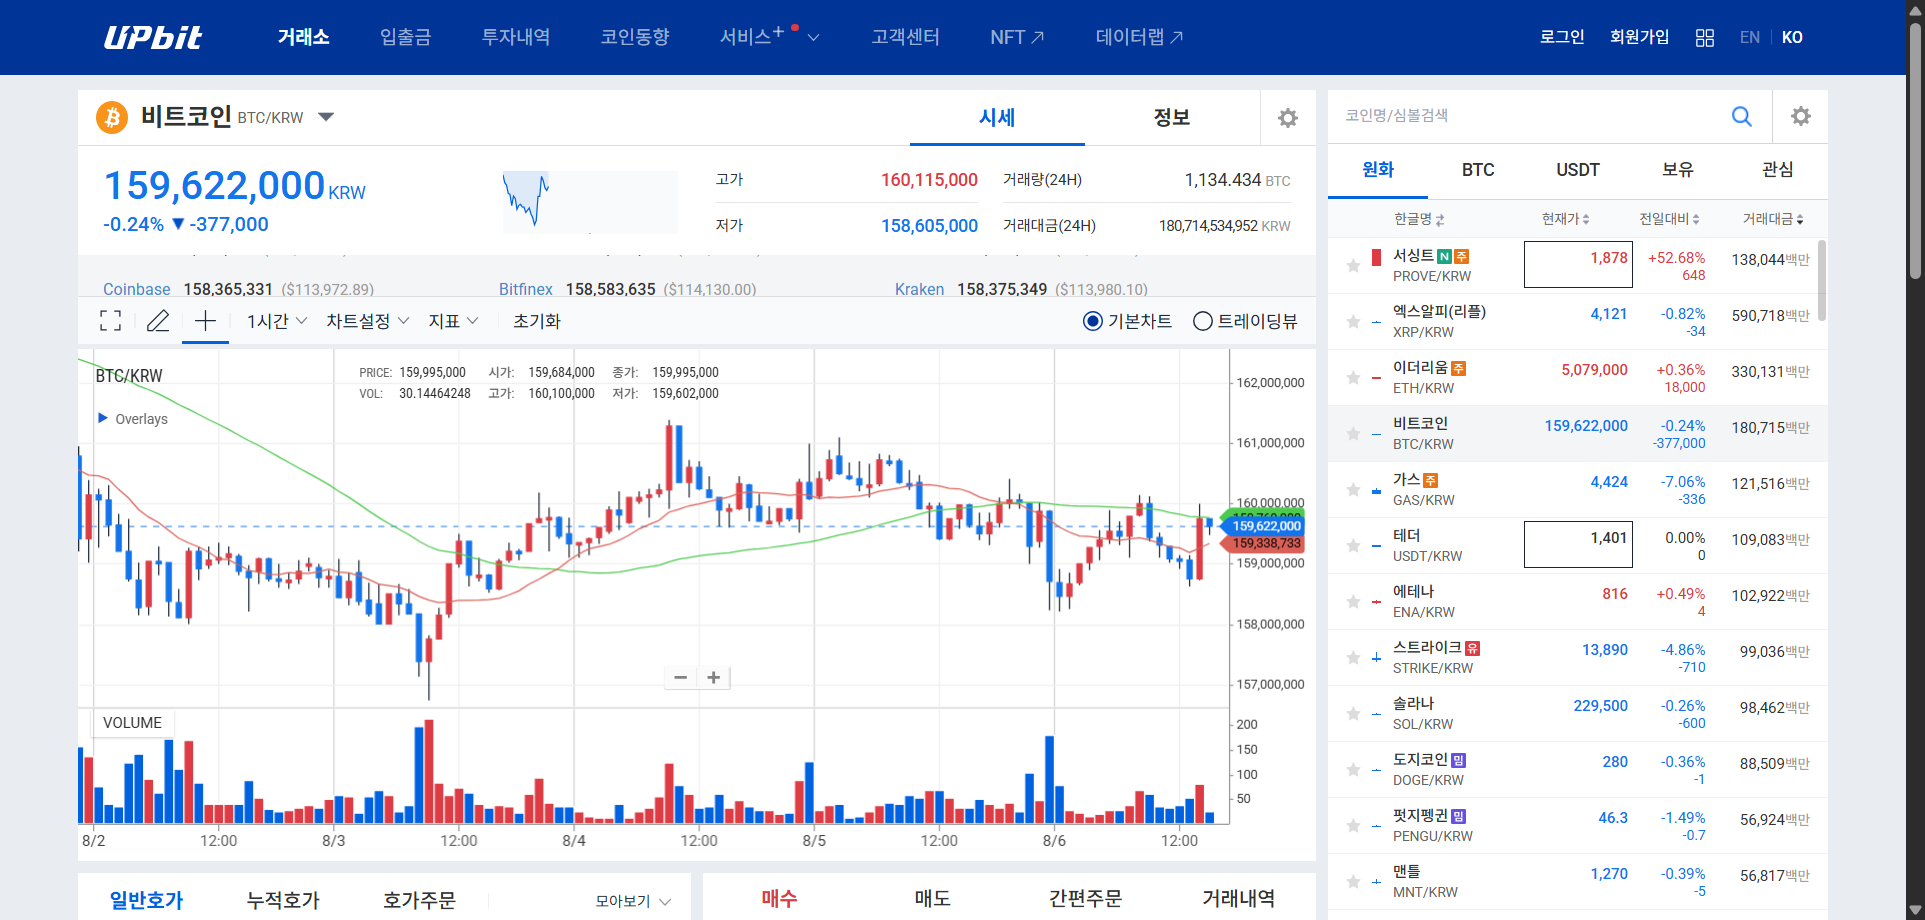 UPbit 거래소 입출금 투자내역 코인동향 서비스+ 고객센터 NFT 데이터랩 로그인 회원가입 EN KO
비트코인 BTC/KRW
시세 정보
159,622,000 KRW
-0.24% ▼ -377,000
고가 160,115,000 거래량(24H) 1,134.434 BTC
저가 158,605,000 거래대금(24H) 180,714,534,952 KRW
Coinbase 158,365,331 ($113,972.89) Bitfinex 158,583,635 ($114,130.00) Kraken 158,375,349 ($113,980.10)
1시간 차트설정 지표 초기화 기본차트 트레이딩뷰
BTC/KRW
PRICE: 159,995,000 시가: 159,684,000 종가: 159,995,000
VOL: 30.14464248 고가: 160,100,000 저가: 159,602,000
Overlays
162,000,000
161,000,000
160,000,000
159,622,000
159,338,733
159,000,000
158,000,000
157,000,000
VOLUME
200
150
100
50
8/2 12:00 8/3 12:00 8/4 12:00 8/5 12:00 8/6 12:00
일반호가 누적호가 호가주문 모아보기
매수 매도 간편주문 거래내역
코인명/심볼검색
원화 BTC USDT 보유 관심
한글명 현재가 전일대비 거래대금
서싱트 N 주 1,878 +52.68% 138,044백만
PROVE/KRW 648
엑스알피(리플) 4,121 -0.82% 590,718백만
XRP/KRW -34
이더리움 주 5,079,000 +0.36% 330,131백만
ETH/KRW 18,000
비트코인 159,622,000 -0.24% 180,715백만
BTC/KRW -377,000
가스 주 4,424 -7.06% 121,516백만
GAS/KRW -336
테더 1,401 0.00% 109,083백만
USDT/KRW 0
에테나 816 +0.49% 102,922백만
ENA/KRW 4
스트라이크 유 13,890 -4.86% 99,036백만
STRIKE/KRW -710
솔라나 229,500 -0.26% 98,462백만
SOL/KRW -600
도지코인 밈 280 -0.36% 88,509백만
DOGE/KRW -1
펏지펭귄 밈 46.3 -1.49% 56,924백만
PENGU/KRW -0.7
맨틀 1,270 -0.39% 56,817백만
MNT/KRW -5